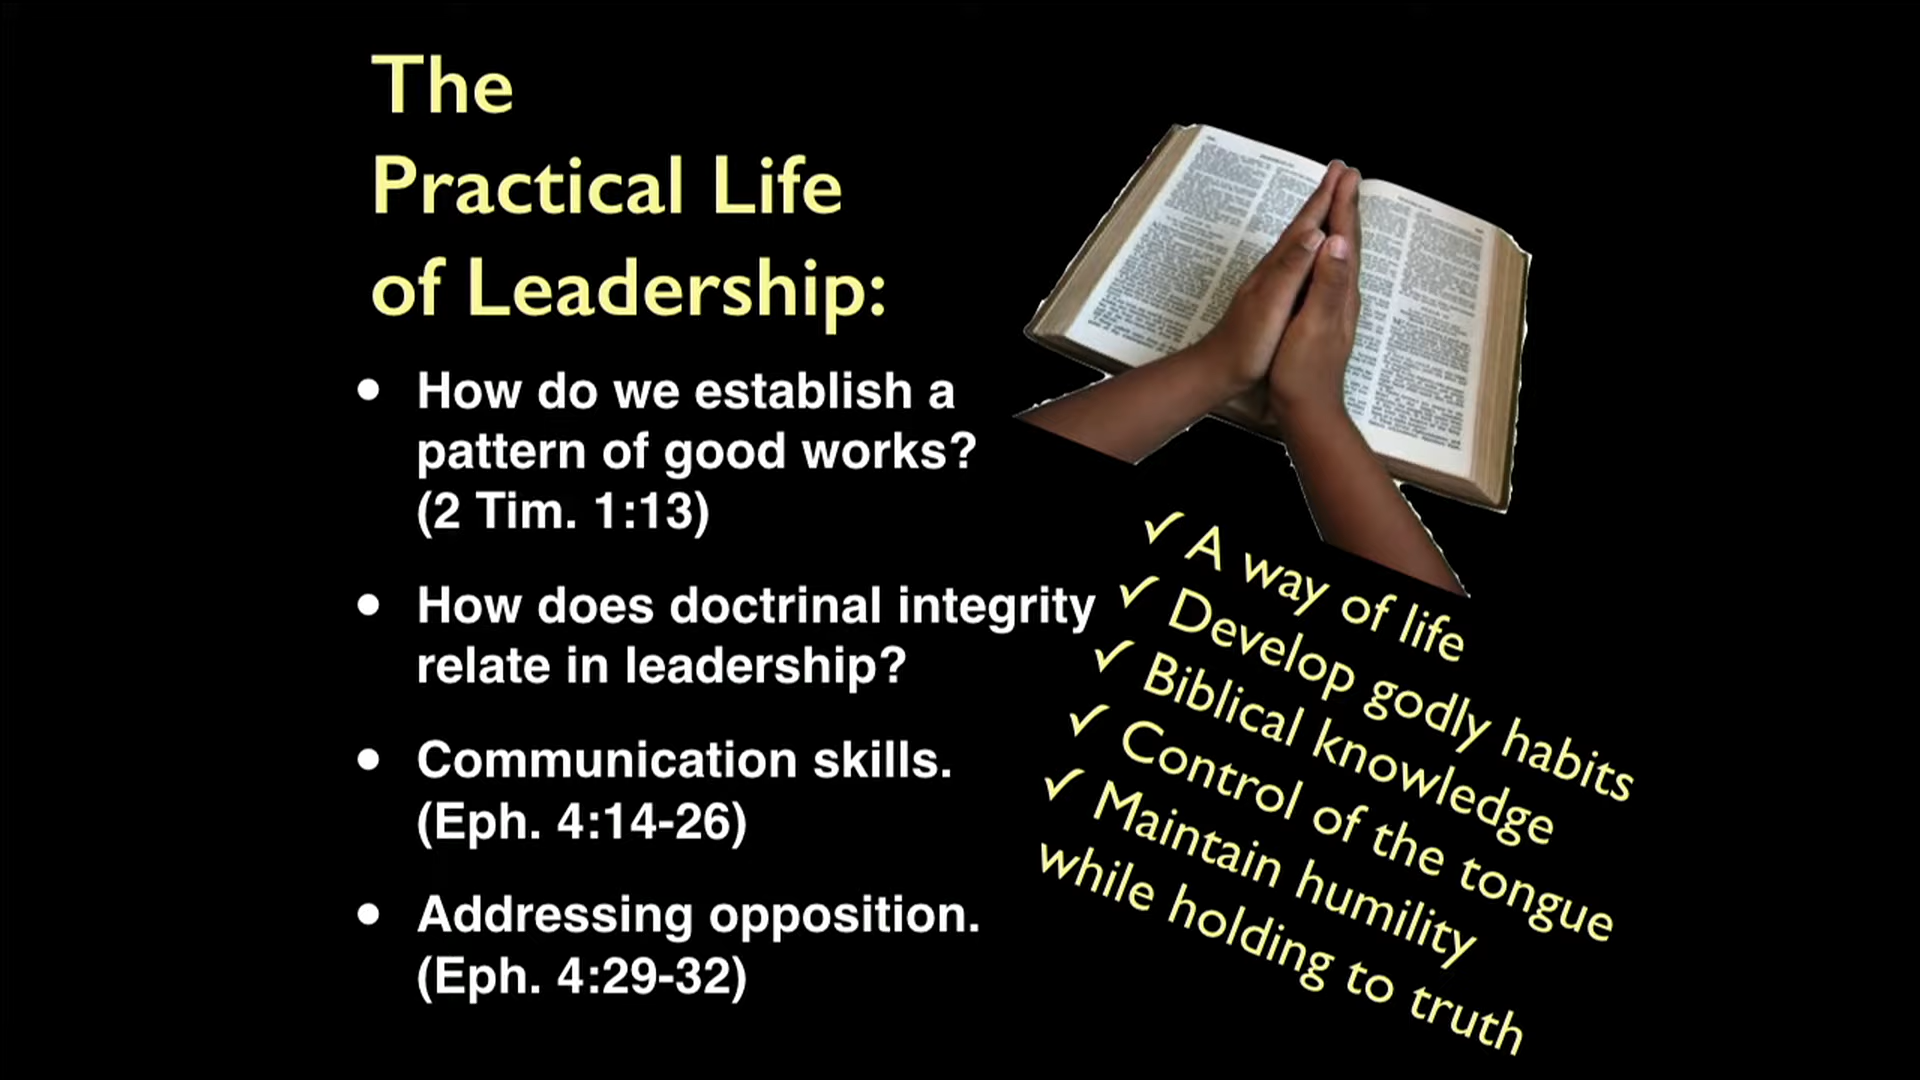 The
Practical Life
of Leadership:
• How do we establish a
pattern of good works?
(2 Tim. 1:13)
• How does doctrinal integrity
relate in leadership?
• Communication skills.
(Eph. 4:14-26)
• Addressing opposition.
(Eph. 4:29-32)
✓ A way of life
✓ Develop godly habits
✓ Biblical knowledge
✓ Control of the tongue
✓ Maintain humility
while holding to truth